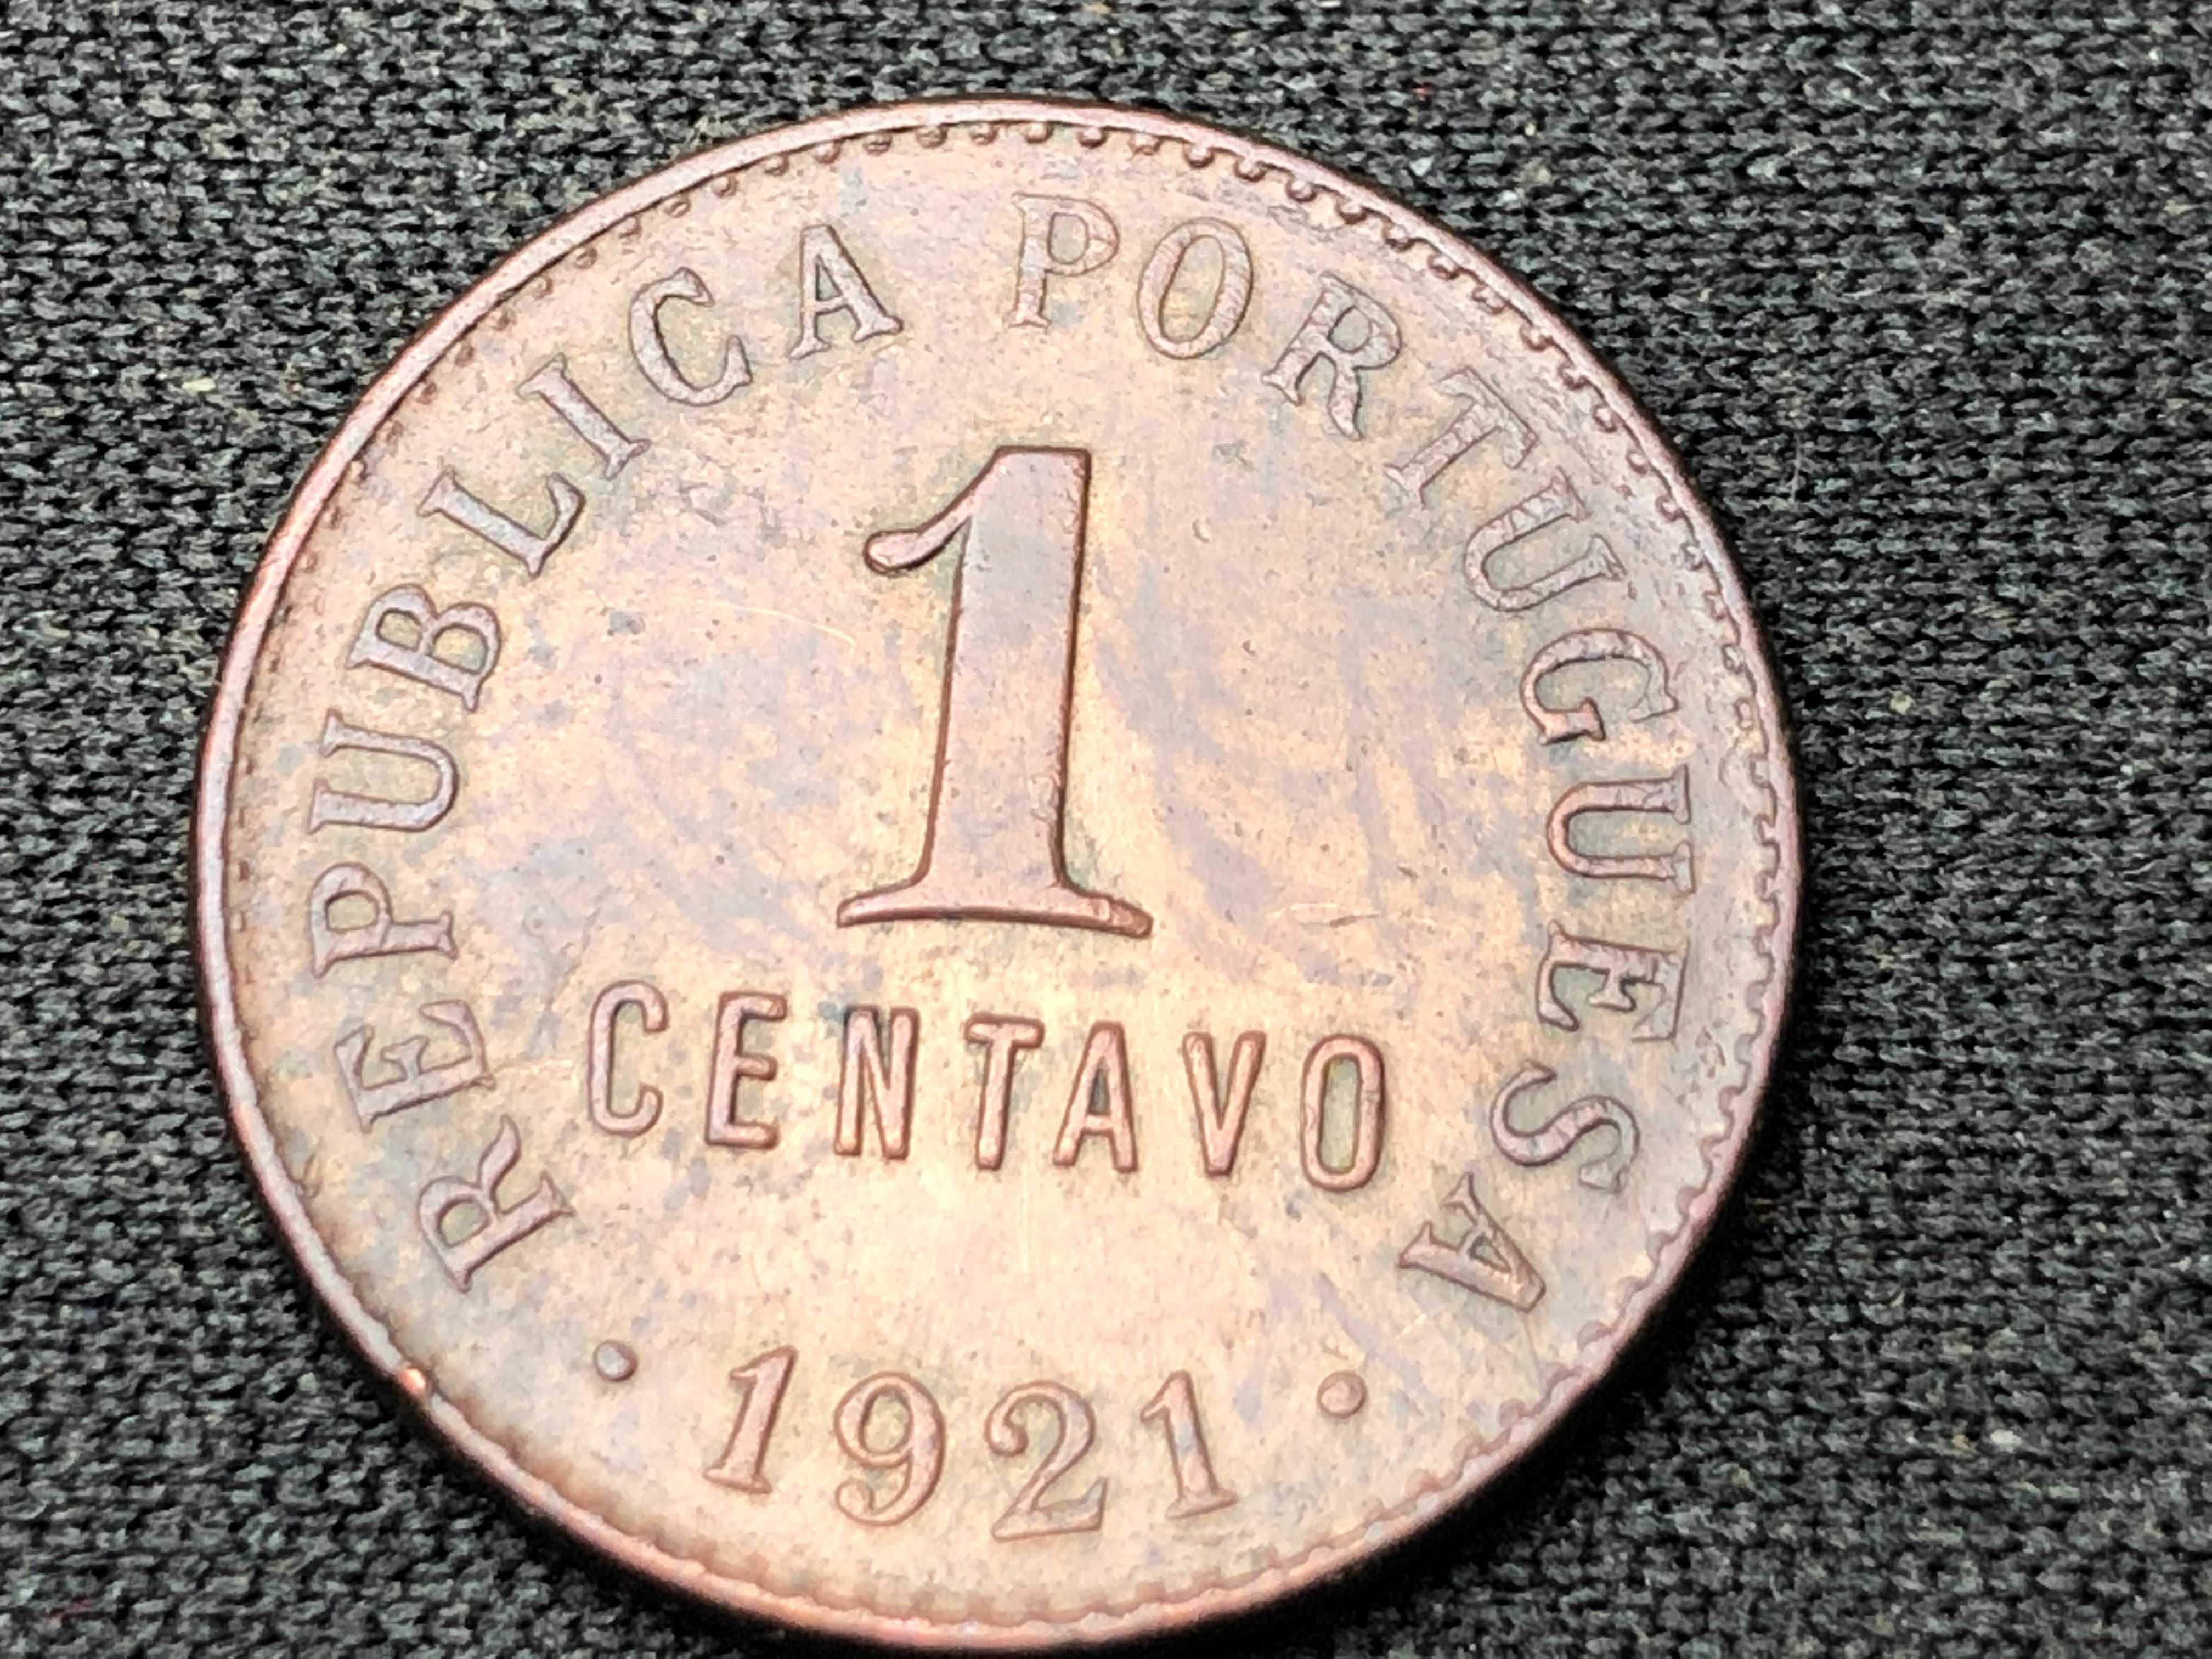 REPUBLICA PORTUGUESA
1
CENTAVO
• 1921 •